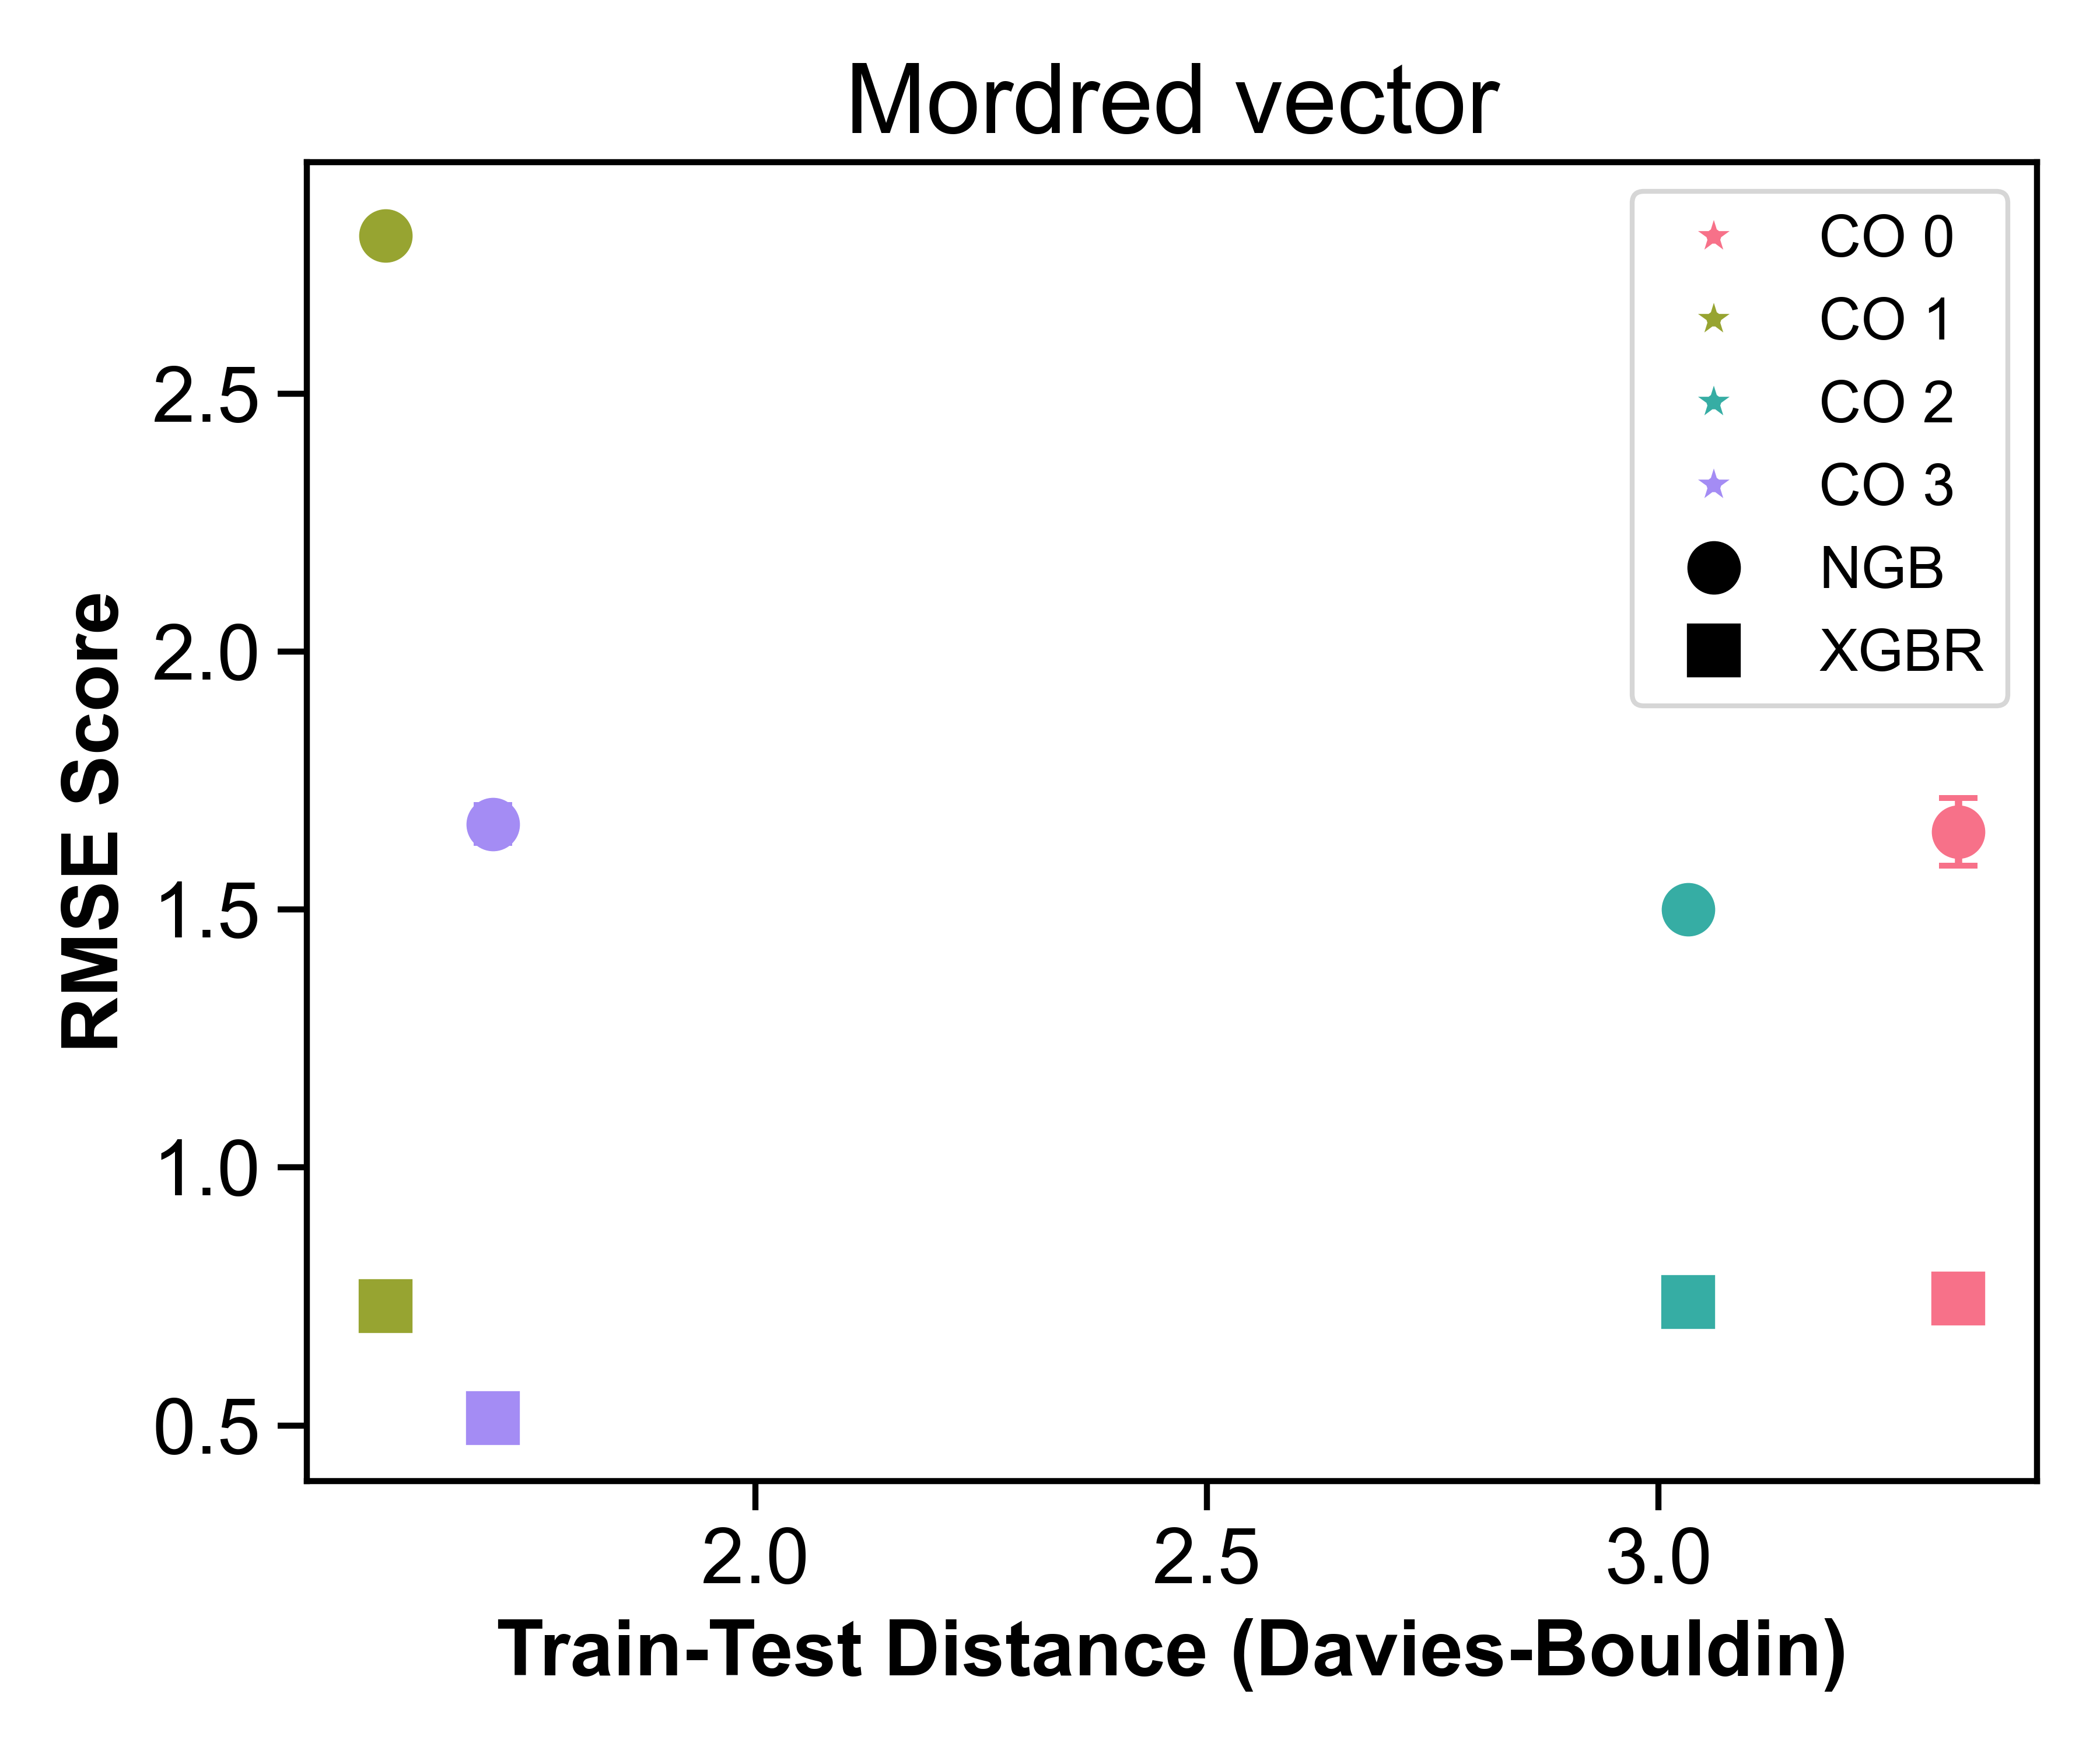 Mordred vector
CO 0
CO 1
CO 2
CO 3
NGB
XGBR
RMSE Score
2.5
2.0
1.5
1.0
0.5
2.0 2.5 3.0
Train-Test Distance (Davies-Bouldin)